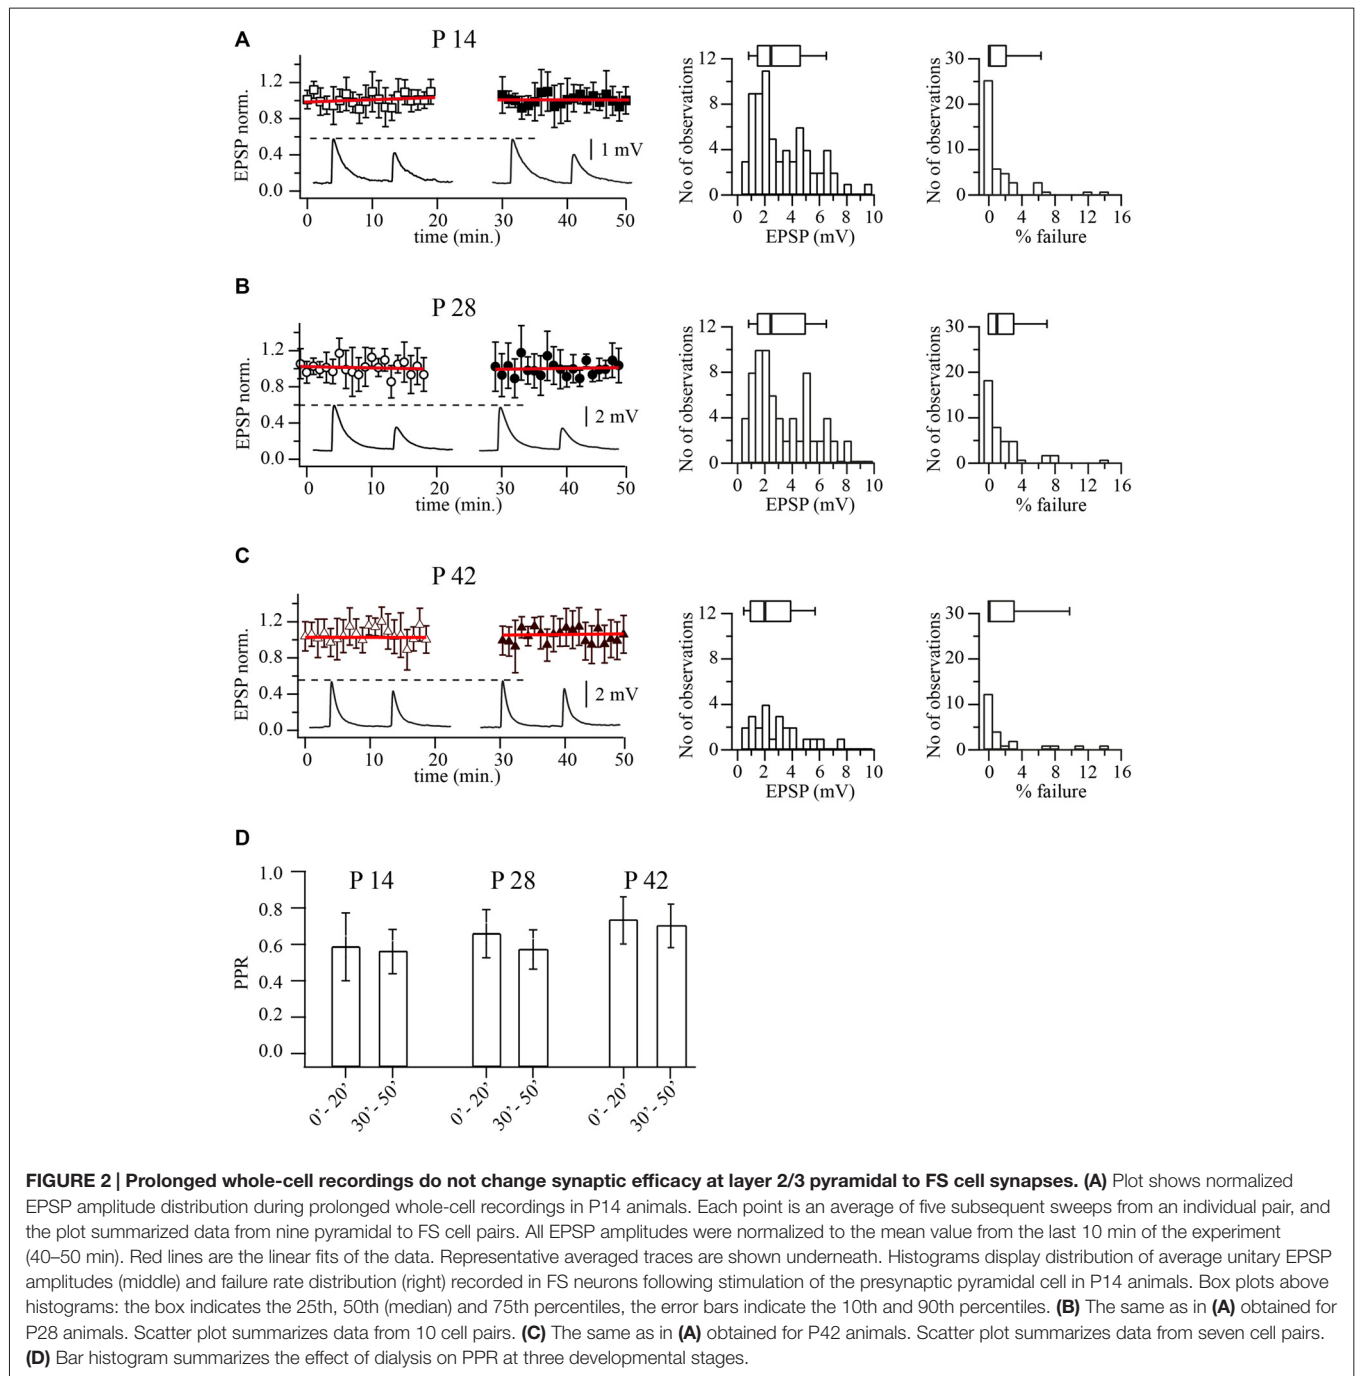 A
P 14
EPSP norm.
1.2
0.8
0.4
0.0
1 mV
0 10 20 30 40 50
time (min.)
No of observations
12
8
4
0
0 2 4 6 8 10
EPSP (mV)
No of observations
30
20
10
0
0 4 8 12 16
% failure
B
P 28
EPSP norm.
1.2
0.8
0.4
0.0
2 mV
0 10 20 30 40 50
time (min.)
No of observations
12
8
4
0
0 2 4 6 8 10
EPSP (mV)
No of observations
30
20
10
0
0 4 8 12 16
% failure
C
P 42
EPSP norm.
1.2
0.8
0.4
0.0
2 mV
0 10 20 30 40 50
time (min.)
No of observations
12
8
4
0
0 2 4 6 8 10
EPSP (mV)
No of observations
30
20
10
0
0 4 8 12 16
% failure
D
PPR
1.0
0.8
0.6
0.4
0.2
0.0
P 14 P 28 P 42
0'- 20' 30'- 50' 0'- 20' 30'- 50' 0'- 20' 30'- 50'
FIGURE 2 | Prolonged whole-cell recordings do not change synaptic efficacy at layer 2/3 pyramidal to FS cell synapses. (A) Plot shows normalized
EPSP amplitude distribution during prolonged whole-cell recordings in P14 animals. Each point is an average of five subsequent sweeps from an individual pair, and
the plot summarized data from nine pyramidal to FS cell pairs. All EPSP amplitudes were normalized to the mean value from the last 10 min of the experiment
(40–50 min). Red lines are the linear fits of the data. Representative averaged traces are shown underneath. Histograms display distribution of average unitary EPSP
amplitudes (middle) and failure rate distribution (right) recorded in FS neurons following stimulation of the presynaptic pyramidal cell in P14 animals. Box plots above
histograms: the box indicates the 25th, 50th (median) and 75th percentiles, the error bars indicate the 10th and 90th percentiles. (B) The same as in (A) obtained for
P28 animals. Scatter plot summarizes data from 10 cell pairs. (C) The same as in (A) obtained for P42 animals. Scatter plot summarizes data from seven cell pairs.
(D) Bar histogram summarizes the effect of dialysis on PPR at three developmental stages.